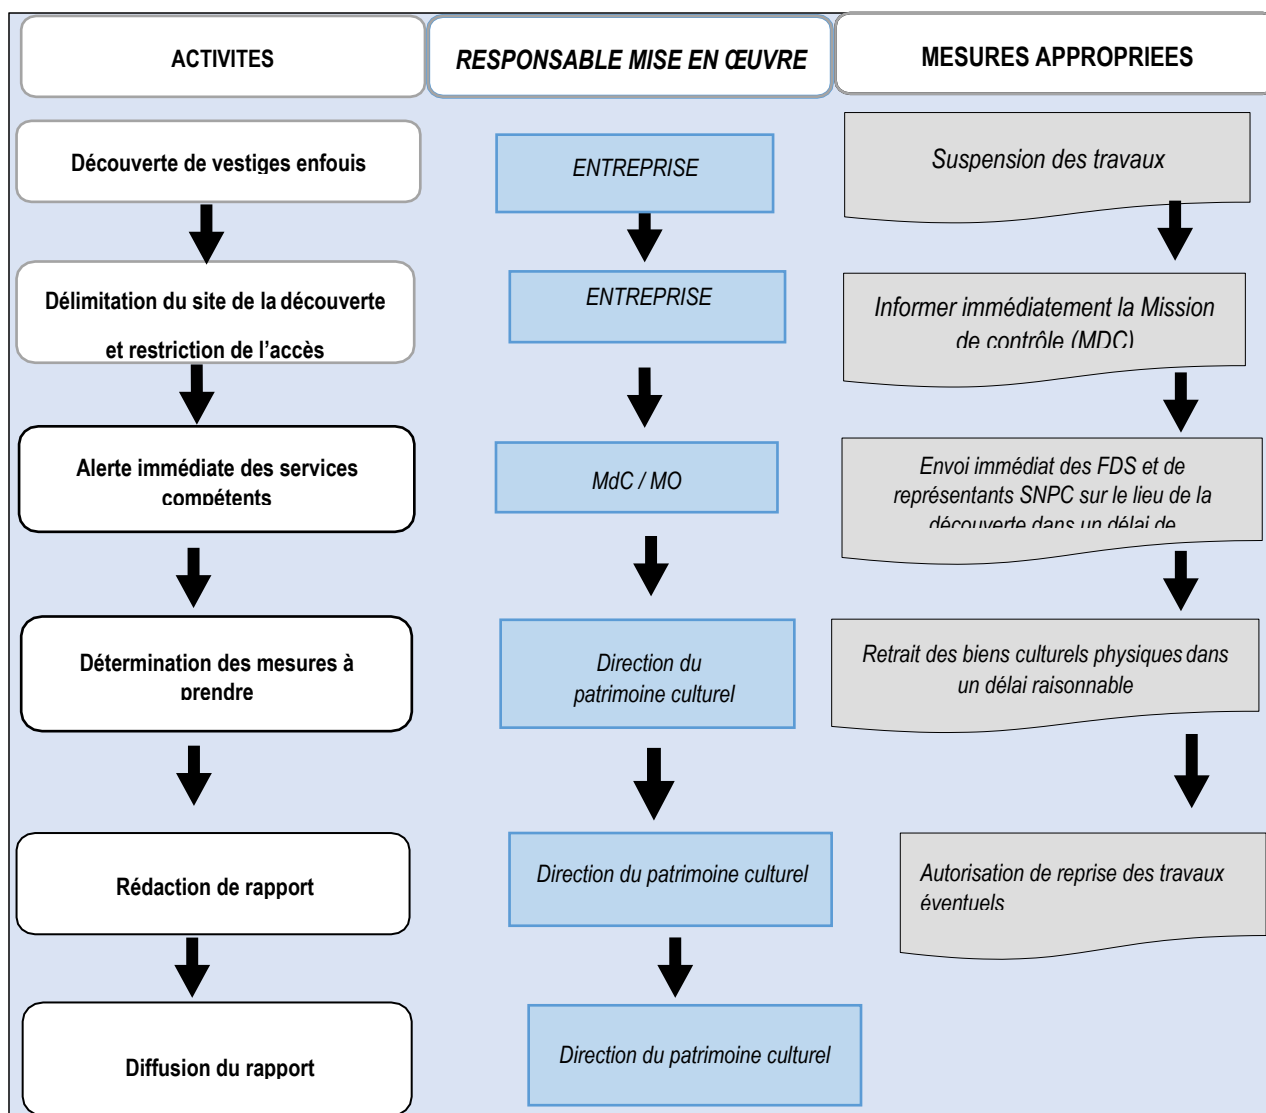 ACTIVITES
RESPONSABLE MISE EN ŒUVRE
MESURES APPROPRIEES
Découverte de vestiges enfouis
ENTREPRISE
Suspension des travaux
Délimitation du site de la découverte
et restriction de l’accès
ENTREPRISE
Informer immédiatement la Mission
de contrôle (MDC)
Alerte immédiate des services
compétents
MdC / MO
Envoi immédiat des FDS et de
représentants SNPC sur le lieu de la
découverte dans un délai de
Détermination des mesures à
prendre
Direction du
patrimoine culturel
Retrait des biens culturels physiques dans
un délai raisonnable
Rédaction de rapport
Direction du patrimoine culturel
Autorisation de reprise des travaux
éventuels
Diffusion du rapport
Direction du patrimoine culturel